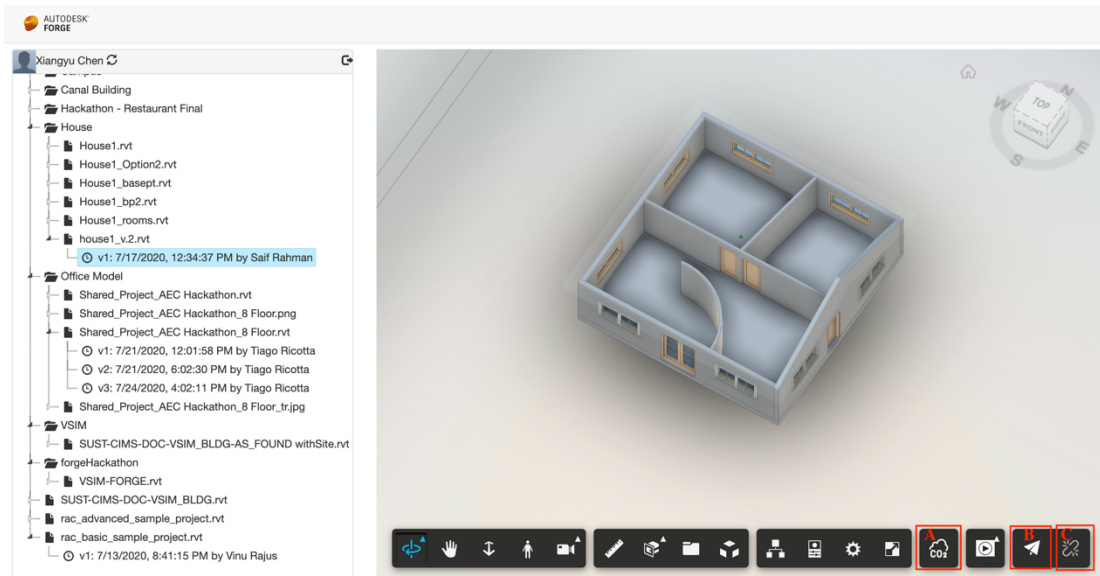 AUTODESK®
FORGE
Xiangyu Chen
Campus
Canal Building
Hackathon - Restaurant Final
House
House1.rvt
House1_Option2.rvt
House1_basept.rvt
House1_bp2.rvt
House1_rooms.rvt
house1_v.2.rvt
v1: 7/17/2020, 12:34:37 PM by Saif Rahman
Office Model
Shared_Project_AEC Hackathon.rvt
Shared_Project_AEC Hackathon_8 Floor.png
Shared_Project_AEC Hackathon_8 Floor.rvt
v1: 7/21/2020, 12:01:58 PM by Tiago Ricotta
v2: 7/21/2020, 6:02:30 PM by Tiago Ricotta
v3: 7/24/2020, 4:02:11 PM by Tiago Ricotta
Shared_Project_AEC Hackathon_8 Floor_tr.jpg
VSIM
SUST-CIMS-DOC-VSIM_BLDG-AS_FOUND withSite.rvt
forgeHackathon
VSIM-FORGE.rvt
SUST-CIMS-DOC-VSIM_BLDG.rvt
rac_advanced_sample_project.rvt
rac_basic_sample_project.rvt
v1: 7/13/2020, 8:41:15 PM by Vinu Rajus
N
W
TOP
FRONT
E
S
A
CO2
B
C